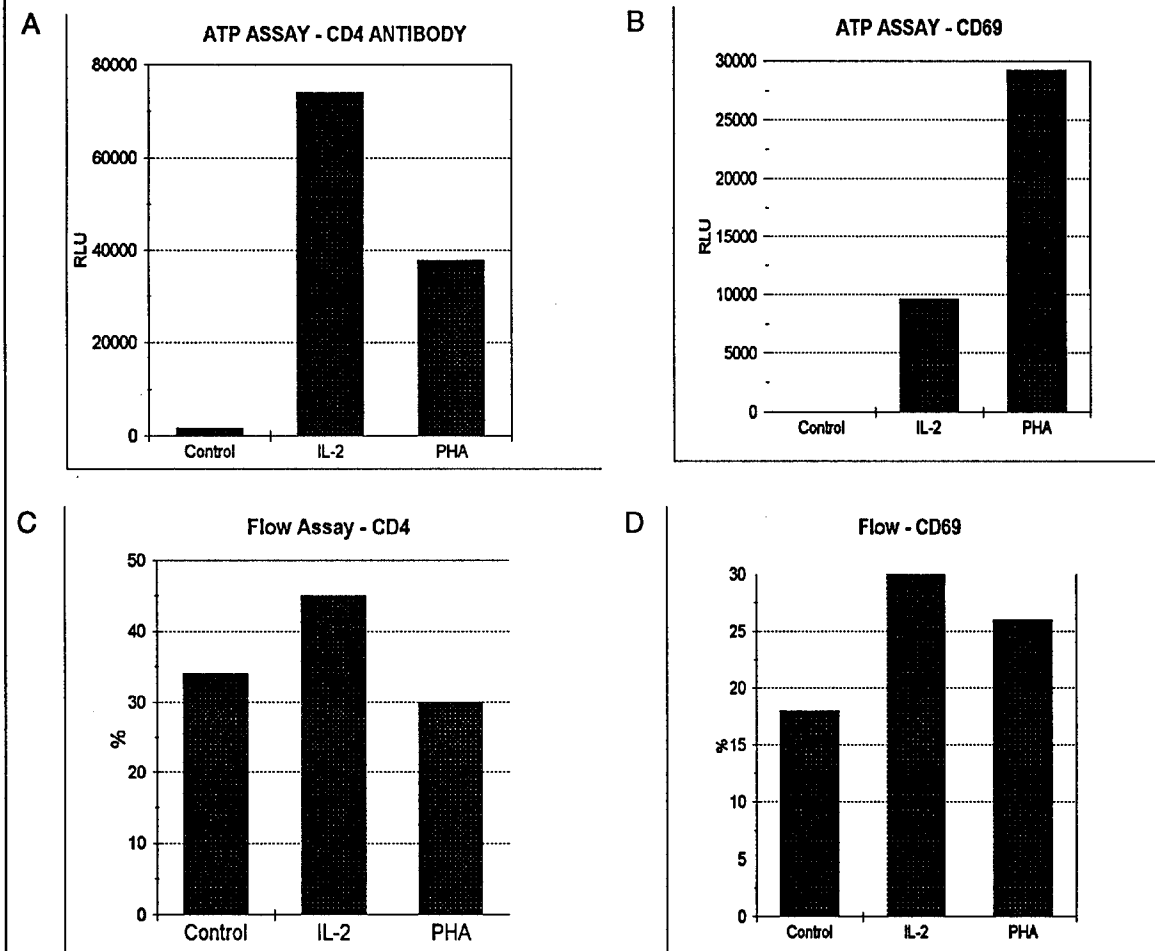 A
ATP ASSAY - CD4 ANTIBODY
80000
60000
40000
20000
0
RLU
Control
IL-2
PHA
B
ATP ASSAY - CD69
30000
25000
20000
15000
10000
5000
0
RLU
Control
IL-2
PHA
C
Flow Assay - CD4
50
40
30
20
10
0
%
Control
IL-2
PHA
D
Flow - CD69
30
25
20
15
10
5
0
%
Control
IL-2
PHA